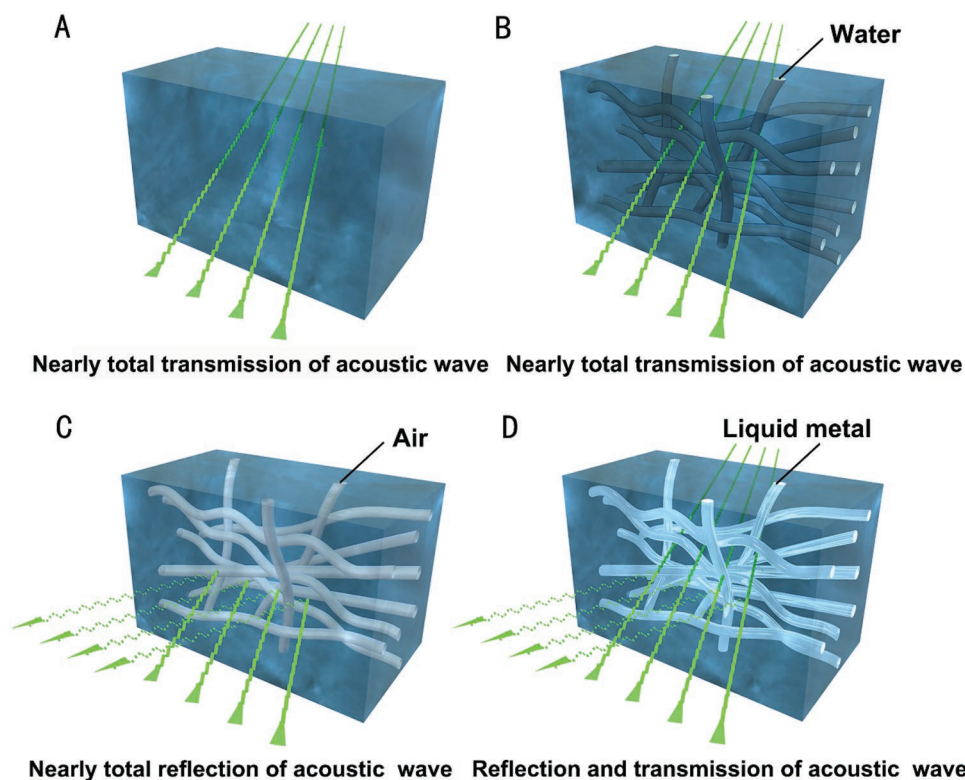 A
B
Water
Nearly total transmission of acoustic wave
Nearly total transmission of acoustic wave
C
Air
D
Liquid metal
Nearly total reflection of acoustic wave
Reflection and transmission of acoustic wave